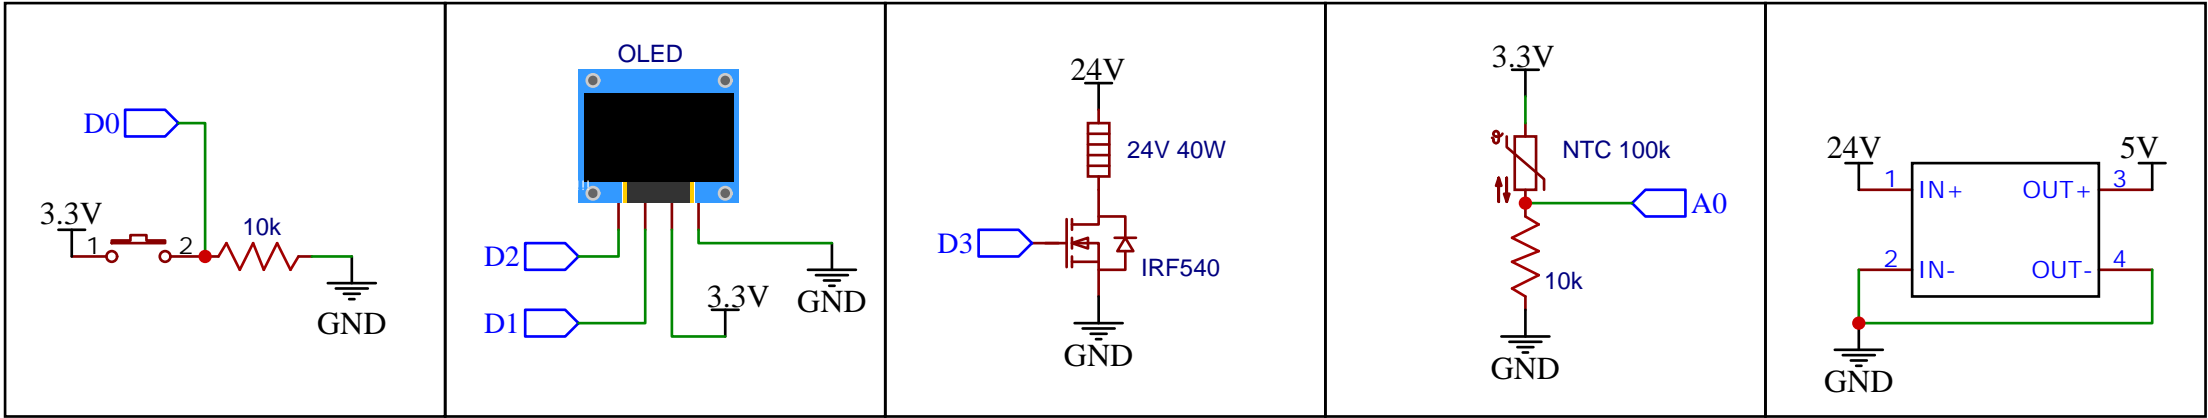 D0
3.3V
1
2
10k
GND
OLED
D2
D1
3.3V
GND
24V
24V 40W
D3
IRF540
GND
3.3V
NTC 100k
A0
10k
GND
24V
5V
1
IN+
OUT+
3
2
IN-
OUT-
4
GND